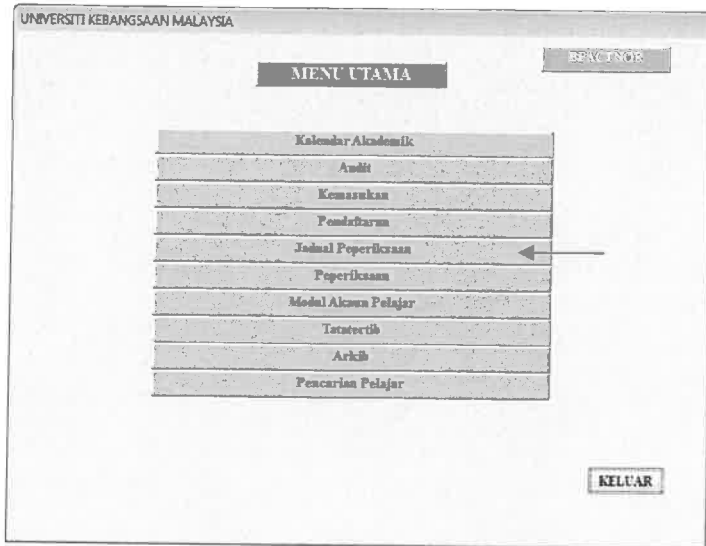 UNIVERSITI KEBANGSAAN MALAYSIA
MENU UTAMA
Kalendar Akademik
Audit
Kemasukan
Pendaftaran
Jadual Peperiksaan
Peperiksaan
Modul Akaun Pelajar
Tatatertib
Arkib
Pencarian Pelajar
KELUAR